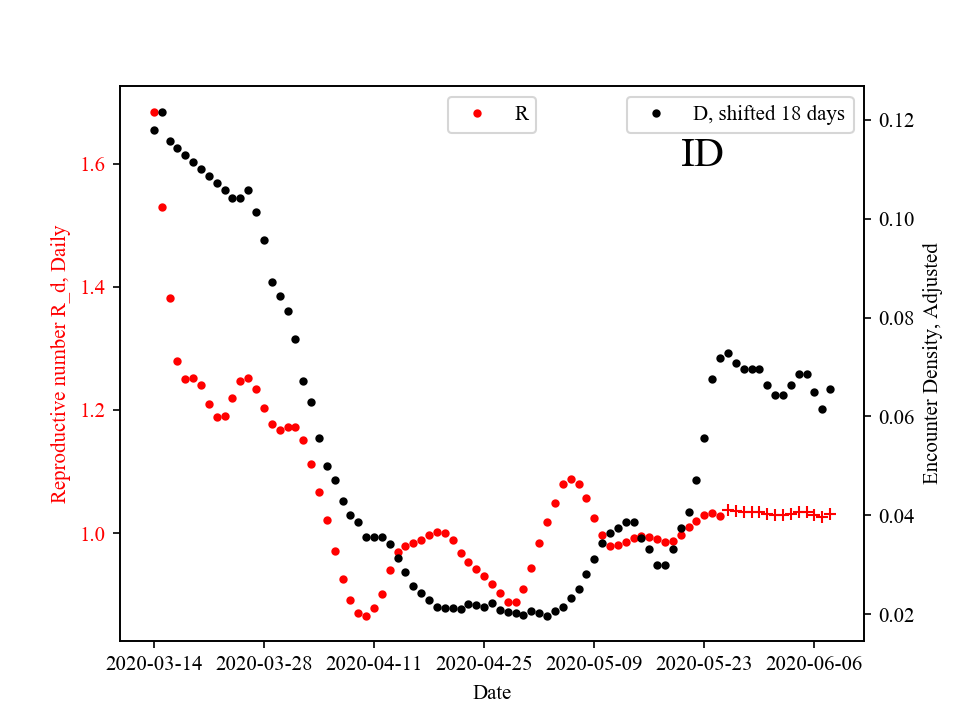 R
D, shifted 18 days
ID
Reproductive number R_d, Daily
1.6
1.4
1.2
1.0
0.12
0.10
0.08
0.06
0.04
0.02
Encounter Density, Adjusted
2020-03-14 2020-03-28 2020-04-11 2020-04-25 2020-05-09 2020-05-23 2020-06-06
Date